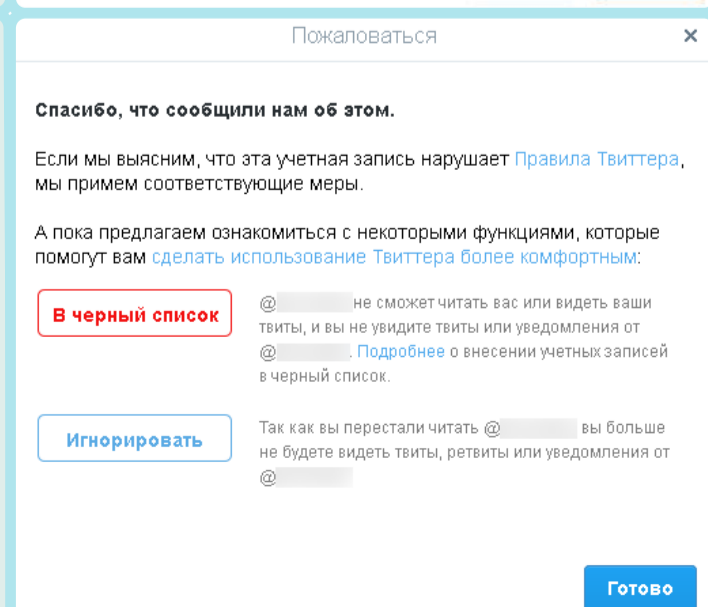 Пожаловаться ×
Спасибо, что сообщили нам об этом.
Если мы выясним, что эта учетная запись нарушает Правила Твиттера,
мы примем соответствующие меры.
А пока предлагаем ознакомиться с некоторыми функциями, которые
помогут вам сделать использование Твиттера более комфортным:
В черный список
@ не сможет читать вас или видеть ваши
твиты, и вы не увидите твиты или уведомления от
@ . Подробнее о внесении учетных записей
в черный список.
Игнорировать
Так как вы перестали читать @ вы больше
не будете видеть твиты, ретвиты или уведомления от
@
Готово